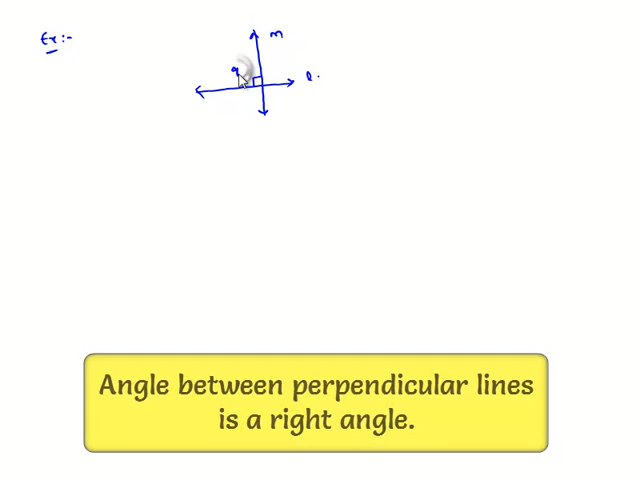 Ex:-
m
l.
Angle between perpendicular lines
is a right angle.